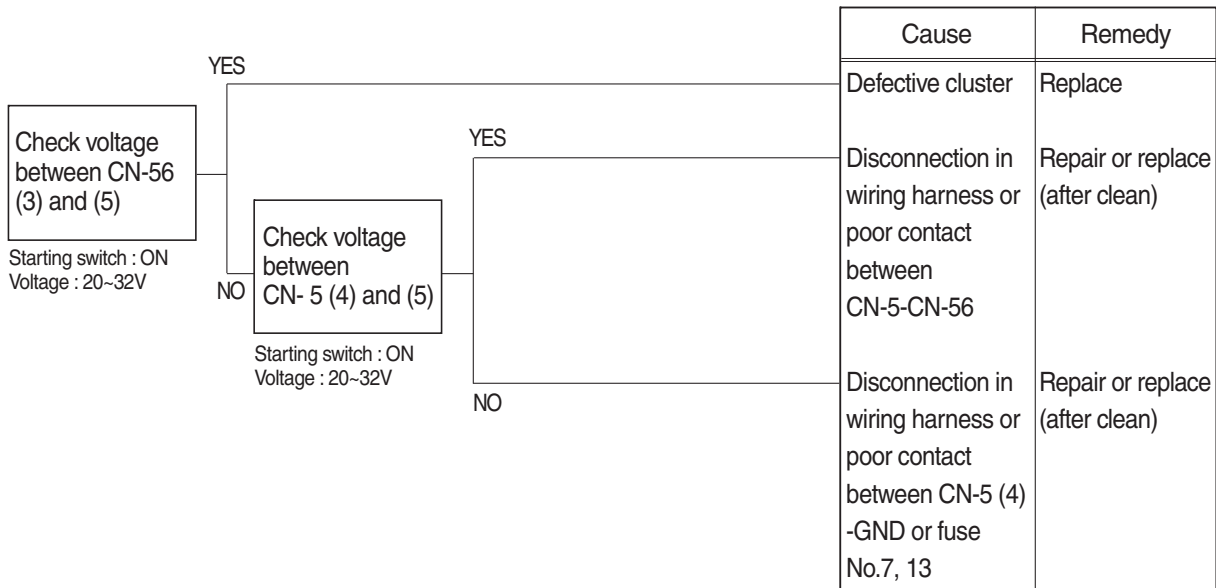 Cause Remedy
YES
Defective cluster Replace
Check voltage
between CN-56
(3) and (5)
Starting switch : ON
Voltage : 20~32V
YES
Disconnection in Repair or replace
wiring harness or (after clean)
poor contact
between
CN-5-CN-56
NO
Check voltage
between
CN- 5 (4) and (5)
Starting switch : ON
Voltage : 20~32V
NO
Disconnection in Repair or replace
wiring harness or (after clean)
poor contact
between CN-5 (4)
-GND or fuse
No.7, 13